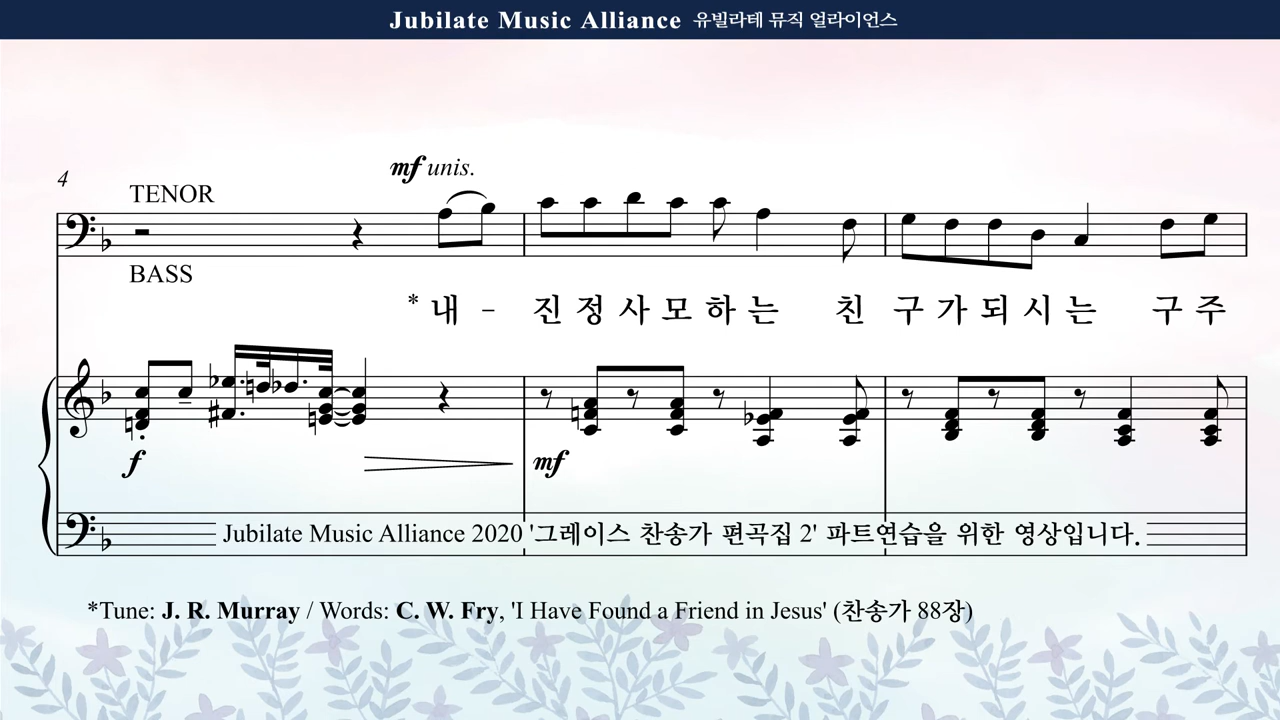 Jubilate Music Alliance 유빌라테 뮤직 얼라이언스
mf unis.
4
TENOR
BASS
* 내 - 진 정 사 모 하 는 친 구 가 되 시 는 구 주
f
mf
Jubilate Music Alliance 2020 '그레이스 찬송가 편곡집 2' 파트연습을 위한 영상입니다.
*Tune: J. R. Murray / Words: C. W. Fry, 'I Have Found a Friend in Jesus' (찬송가 88장)